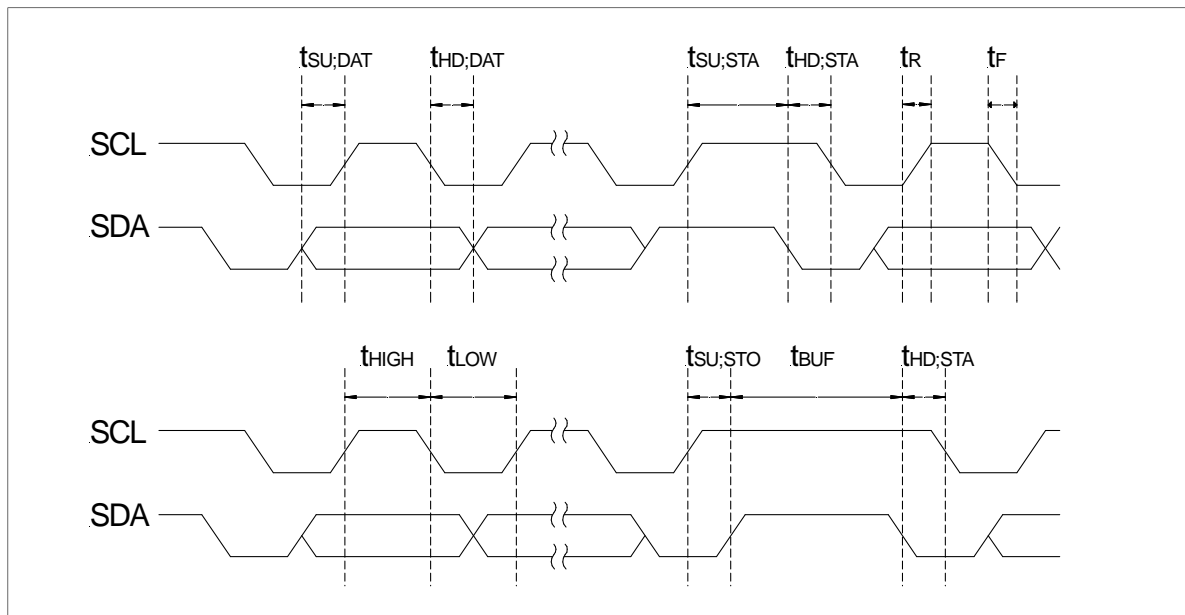 tSU;DAT tHD;DAT tSU;STA tHD;STA tR tF
SCL
SDA
tHIGH tLOW tSU;STO tBUF tHD;STA
SCL
SDA